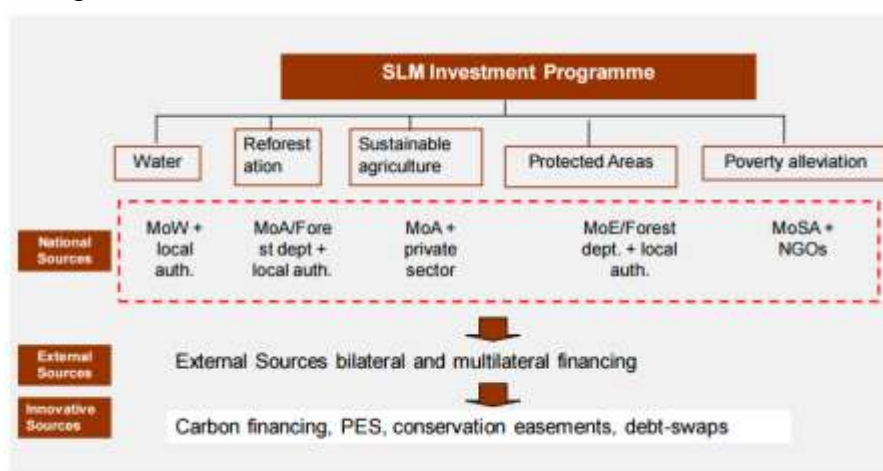 SLM Investment Programme
Water
Reforest
ation
Sustainable
agriculture
Protected Areas
Poverty alleviation
National
Sources
MoW +
local
auth.
MoA/Fore
st dept +
local auth.
MoA +
private
sector
MoE/Forest
dept. + local
auth.
MoSA +
NGOs
External
Sources
External Sources bilateral and multilateral financing
Innovative
Sources
Carbon financing, PES, conservation easements, debt-swaps